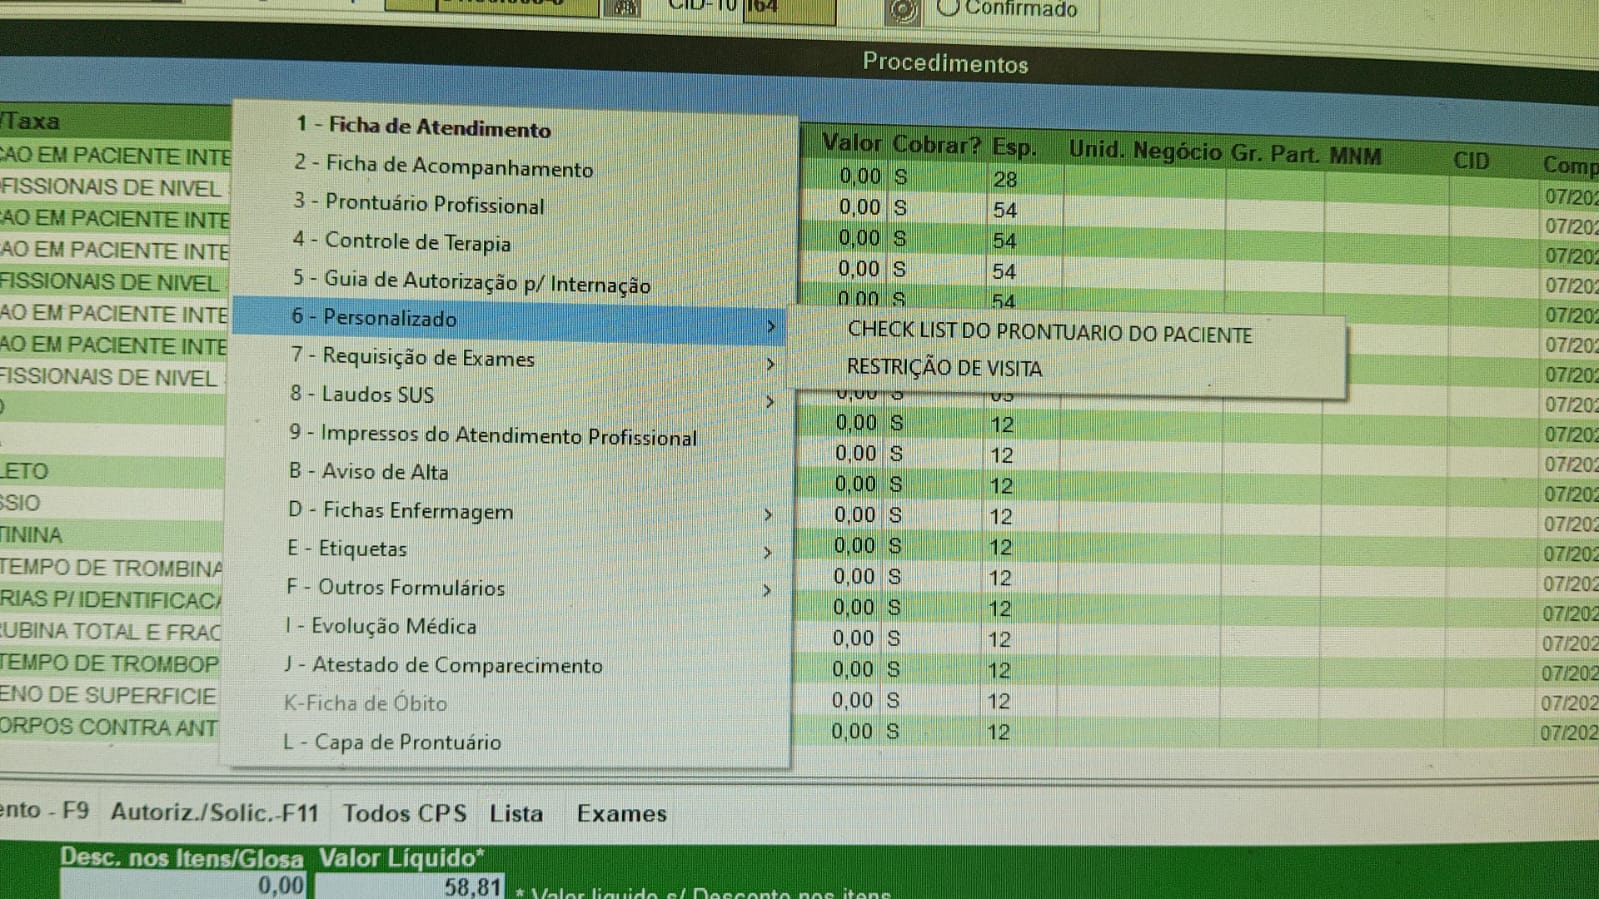 CID-10 I64
Confirmado
Procedimentos
/Taxa
Valor Cobrar? Esp. Unid. Negócio Gr. Part. MNM CID Comp
ÇAO EM PACIENTE INTE
0,00 S 28 07/202
FISSIONAIS DE NIVEL
0,00 S 54 07/202
AO EM PACIENTE INTE
0,00 S 54 07/202
AO EM PACIENTE INTE
0,00 S 54 07/202
FISSIONAIS DE NIVEL
0,00 S 54 07/202
AO EM PACIENTE INTE
07/202
AO EM PACIENTE INTE
07/202
FISSIONAIS DE NIVEL
07/202
0,00 S 12 07/202
0,00 S 12 07/202
LETO
0,00 S 12 07/202
SSIO
0,00 S 12 07/202
TININA
0,00 S 12 07/202
TEMPO DE TROMBINA
0,00 S 12 07/202
RIAS P/ IDENTIFICACA
0,00 S 12 07/202
UBINA TOTAL E FRAC
0,00 S 12 07/202
TEMPO DE TROMBOP
0,00 S 12 07/202
ENO DE SUPERFICIE
0,00 S 12 07/202
ORPOS CONTRA ANT
0,00 S 12 07/202
1 - Ficha de Atendimento
2 - Ficha de Acompanhamento
3 - Prontuário Profissional
4 - Controle de Terapia
5 - Guia de Autorização p/ Internação
6 - Personalizado
CHECK LIST DO PRONTUARIO DO PACIENTE
RESTRIÇÃO DE VISITA
7 - Requisição de Exames
8 - Laudos SUS
9 - Impressos do Atendimento Profissional
B - Aviso de Alta
D - Fichas Enfermagem
E - Etiquetas
F - Outros Formulários
I - Evolução Médica
J - Atestado de Comparecimento
K-Ficha de Óbito
L - Capa de Prontuário
ento - F9 Autoriz./Solic.-F11 Todos CPS Lista Exames
Desc. nos Itens/Glosa Valor Líquido*
0,00 58,81 * Valor liquido s/ Desconto nos itens